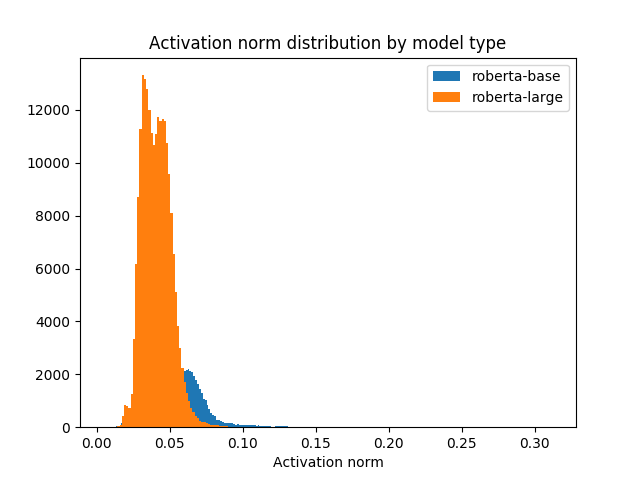 Activation norm distribution by model type
roberta-base
roberta-large
12000
10000
8000
6000
4000
2000
0
0.00 0.05 0.10 0.15 0.20 0.25 0.30
Activation norm